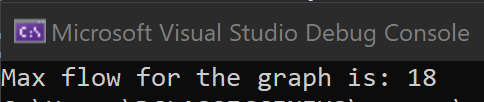 C:\
Microsoft Visual Studio Debug Console
Max flow for the graph is: 18